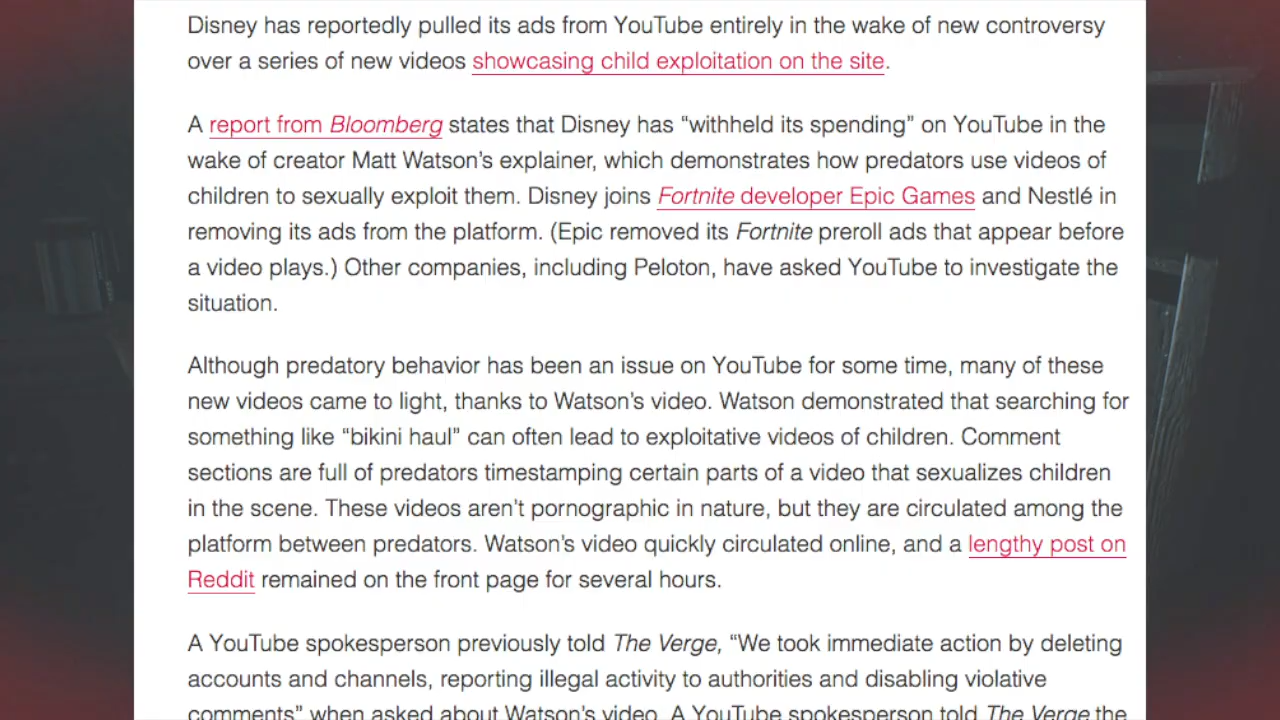 Disney has reportedly pulled its ads from YouTube entirely in the wake of new controversy
over a series of new videos showcasing child exploitation on the site.
A report from Bloomberg states that Disney has “withheld its spending” on YouTube in the
wake of creator Matt Watson’s explainer, which demonstrates how predators use videos of
children to sexually exploit them. Disney joins Fortnite developer Epic Games and Nestlé in
removing its ads from the platform. (Epic removed its Fortnite preroll ads that appear before
a video plays.) Other companies, including Peloton, have asked YouTube to investigate the
situation.
Although predatory behavior has been an issue on YouTube for some time, many of these
new videos came to light, thanks to Watson’s video. Watson demonstrated that searching for
something like “bikini haul” can often lead to exploitative videos of children. Comment
sections are full of predators timestamping certain parts of a video that sexualizes children
in the scene. These videos aren’t pornographic in nature, but they are circulated among the
platform between predators. Watson’s video quickly circulated online, and a lengthy post on
Reddit remained on the front page for several hours.
A YouTube spokesperson previously told The Verge, “We took immediate action by deleting
accounts and channels, reporting illegal activity to authorities and disabling violative
comments” when asked about Watson’s video. A YouTube spokesperson told The Verge the